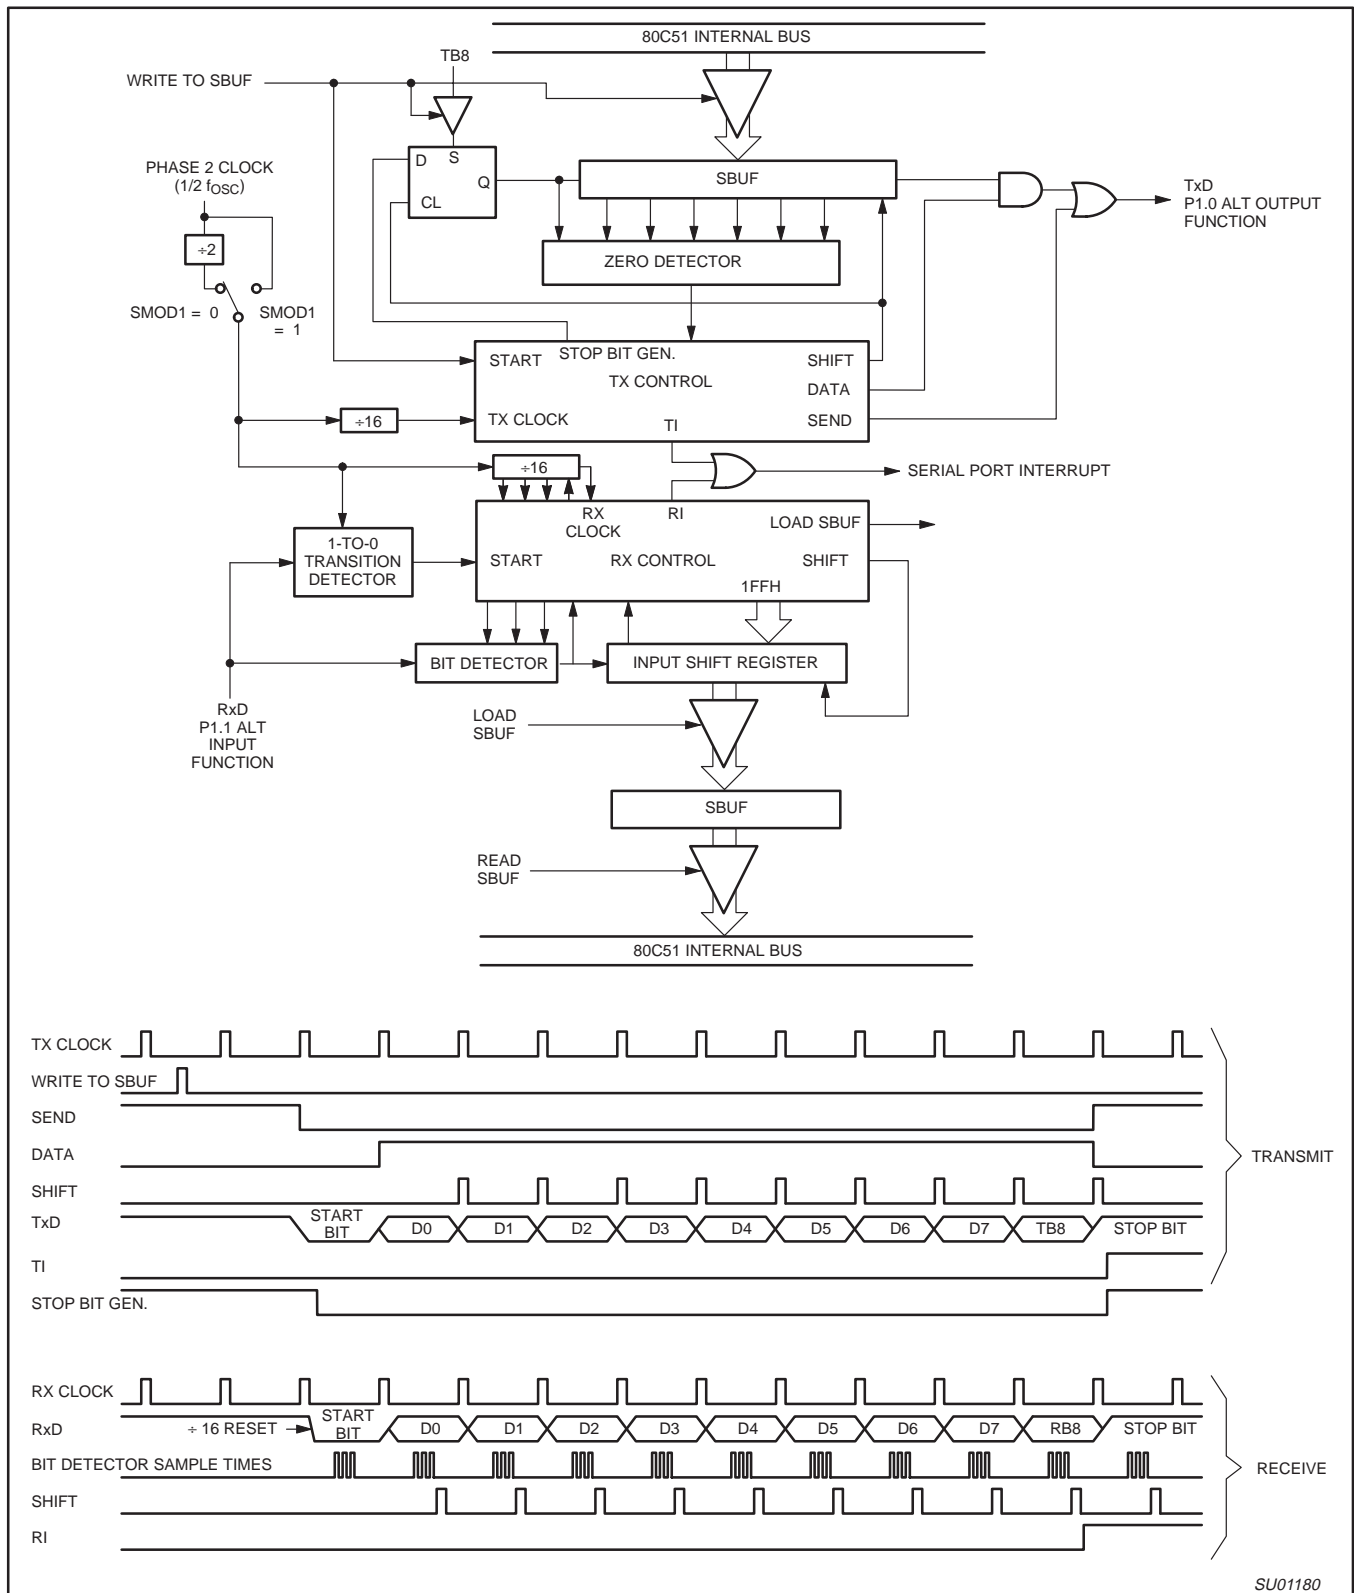 80C51 INTERNAL BUS
TB8
WRITE TO SBUF
D
S
Q
CL
PHASE 2 CLOCK
(1/2 fOSC)
SBUF
TxD
P1.0 ALT OUTPUT
FUNCTION
÷2
ZERO DETECTOR
SMOD1 = 0
SMOD1
= 1
START
STOP BIT GEN.
SHIFT
TX CONTROL
DATA
÷16
TX CLOCK
TI
SEND
÷16
SERIAL PORT INTERRUPT
RX
CLOCK
RI
LOAD SBUF
1-TO-0
TRANSITION
DETECTOR
START
RX CONTROL
SHIFT
1FFH
BIT DETECTOR
INPUT SHIFT REGISTER
RxD
P1.1 ALT
INPUT
FUNCTION
LOAD
SBUF
SBUF
READ
SBUF
80C51 INTERNAL BUS
TX CLOCK
WRITE TO SBUF
SEND
DATA
TRANSMIT
SHIFT
TxD
START
BIT
D0 D1 D2 D3 D4 D5 D6 D7 TB8 STOP BIT
TI
STOP BIT GEN.
RX CLOCK
RxD
÷ 16 RESET
START
BIT
D0 D1 D2 D3 D4 D5 D6 D7 RB8 STOP BIT
BIT DETECTOR SAMPLE TIMES
RECEIVE
SHIFT
RI
SU01180